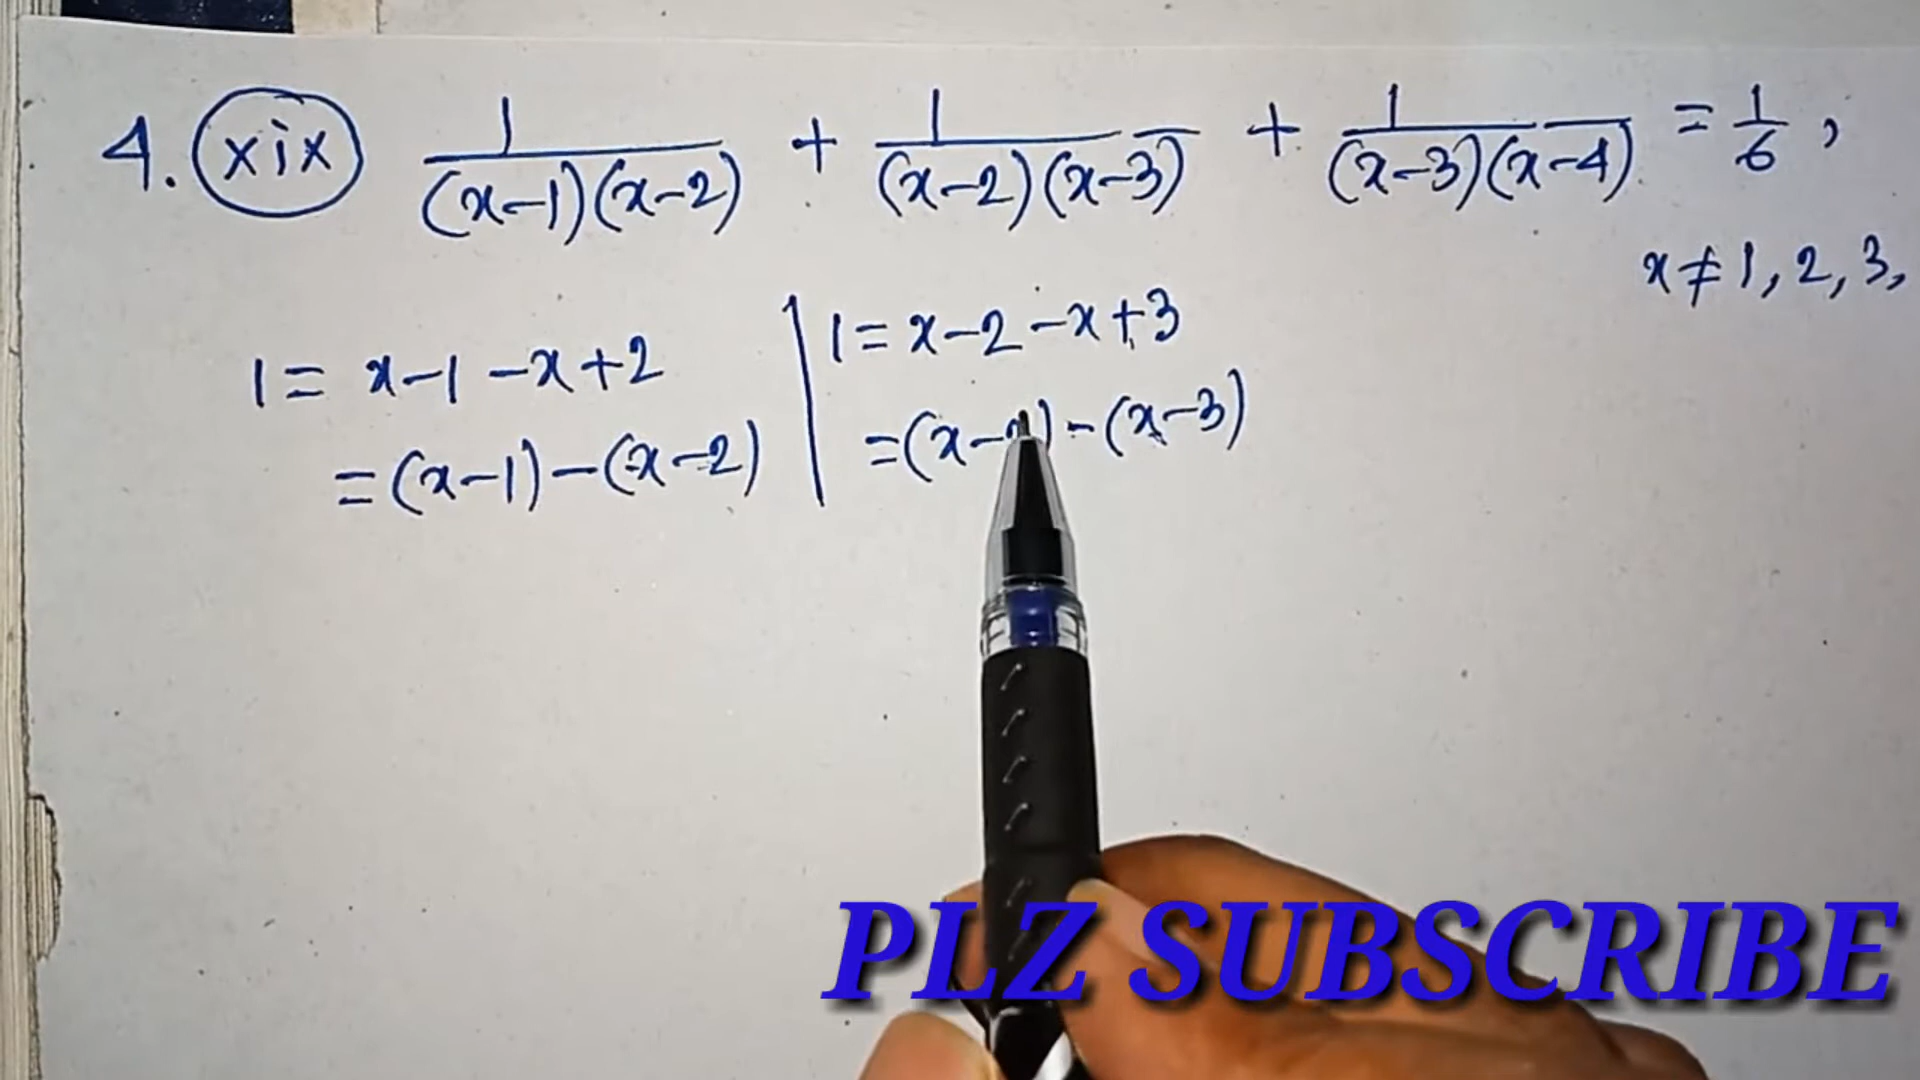 4. (xix) 1/(x-1)(x-2) + 1/(x-2)(x-3) + 1/(x-3)(x-4) = 1/6,
x ≠ 1, 2, 3,
1 = x-1 -x+2
= (x-1) - (x-2)
1 = x-2 -x+3
= (x-2) - (x-3)
PLZ SUBSCRIBE